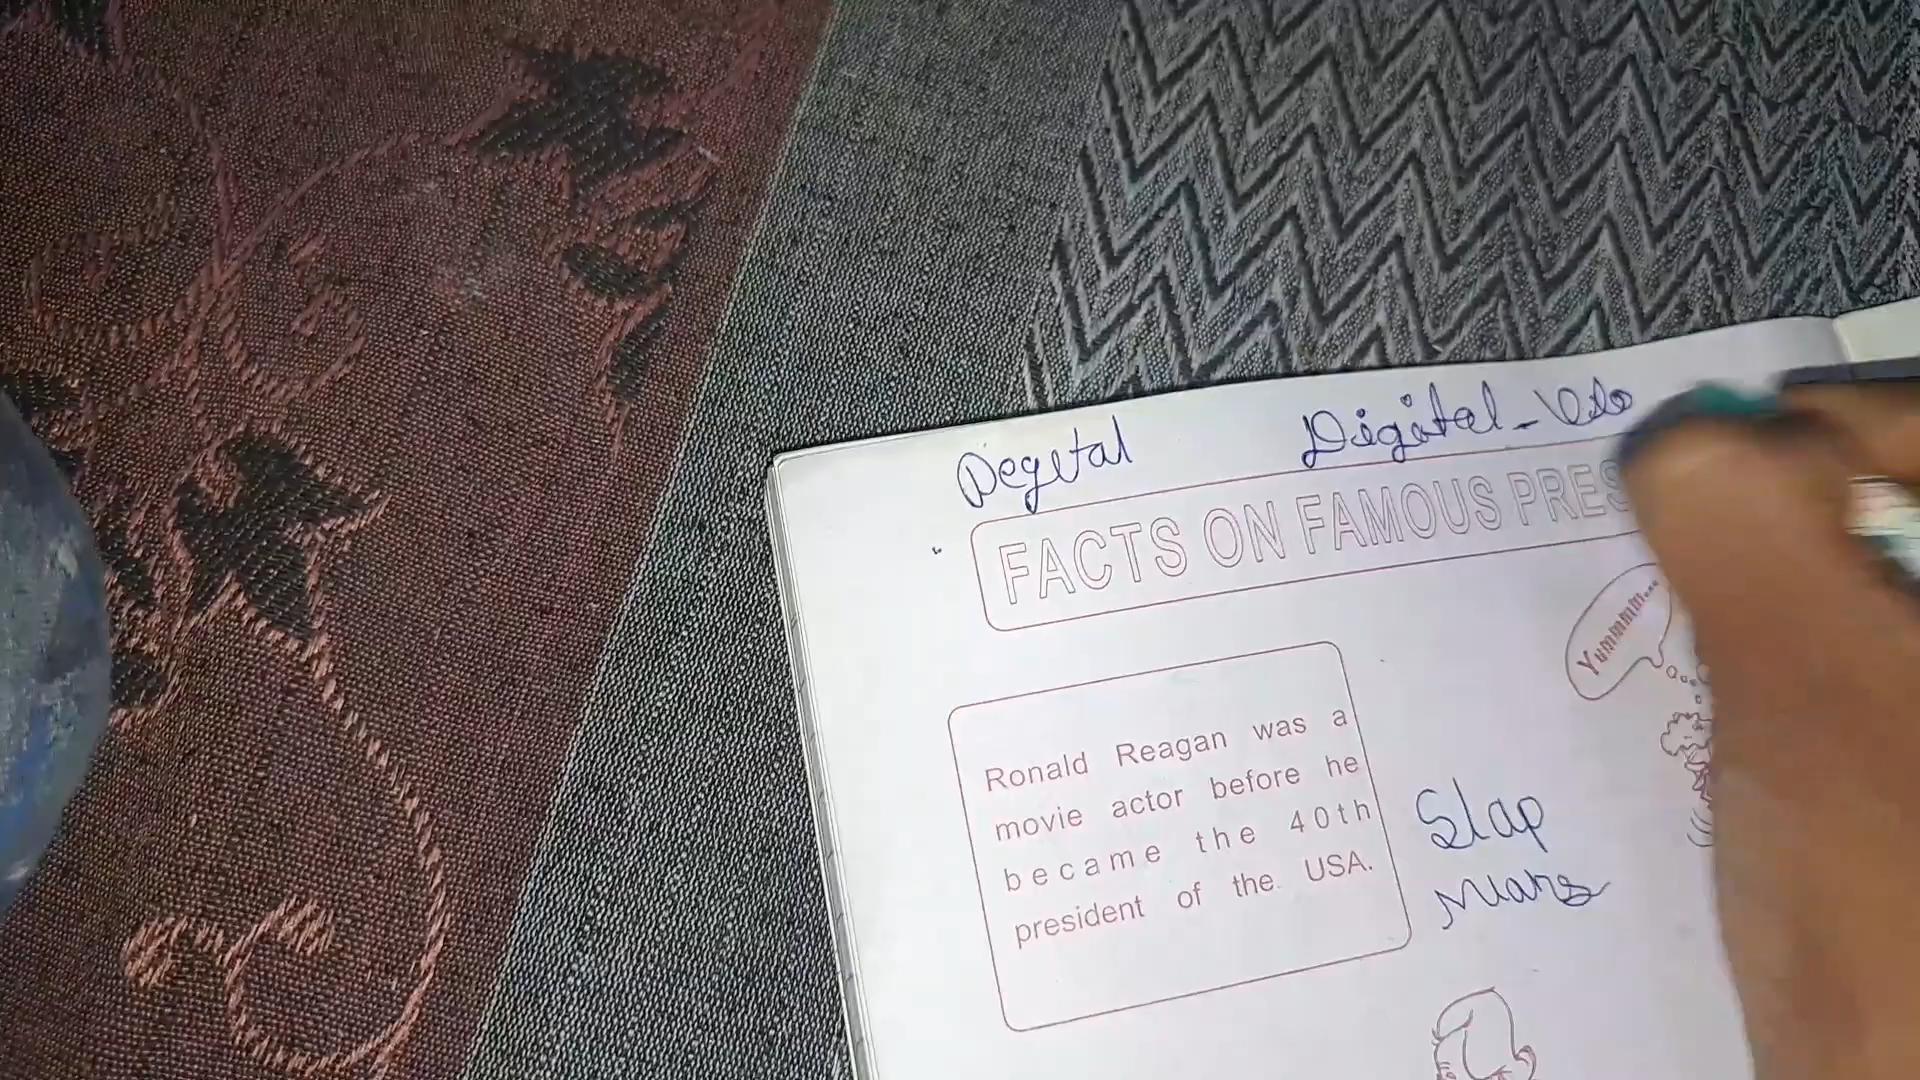 Degetal Digital-
FACTS ON FAMOUS PRES
Yummmm...
Ronald Reagan was a
movie actor before he
became the 40th
president of the USA.
Slap